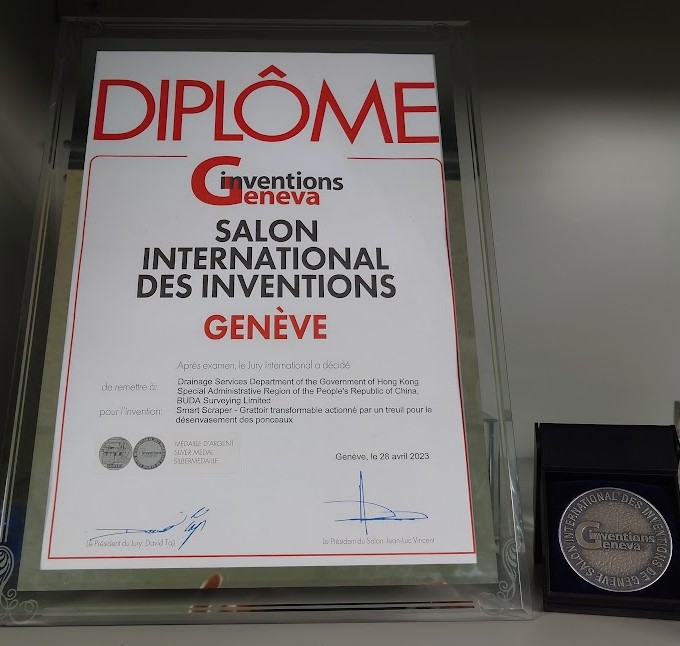 DIPLÔME
inventions
Geneva
SALON
INTERNATIONAL
DES INVENTIONS
GENÈVE
Après examen, le Jury International a décidé
de remettre à:
Drainage Services Department of the Government of Hong Kong
Special Administrative Region of the People's Republic of China,
BUDA Surveying Limited
pour l'invention:
Smart Scraper - Grattoir transformable actionné par un treuil pour le
désenvasement des ponceaux
MÉDAILLE D'ARGENT
SILVER MEDAL
SILBERMEDAILLE
Genève, le 28 avril 2023
Le Président du Jury: David Taji
Le Président du Salon: Jean-Luc Vincent
SALON INTERNATIONAL DES INVENTIONS DE GENÈVE
inventions
Geneva